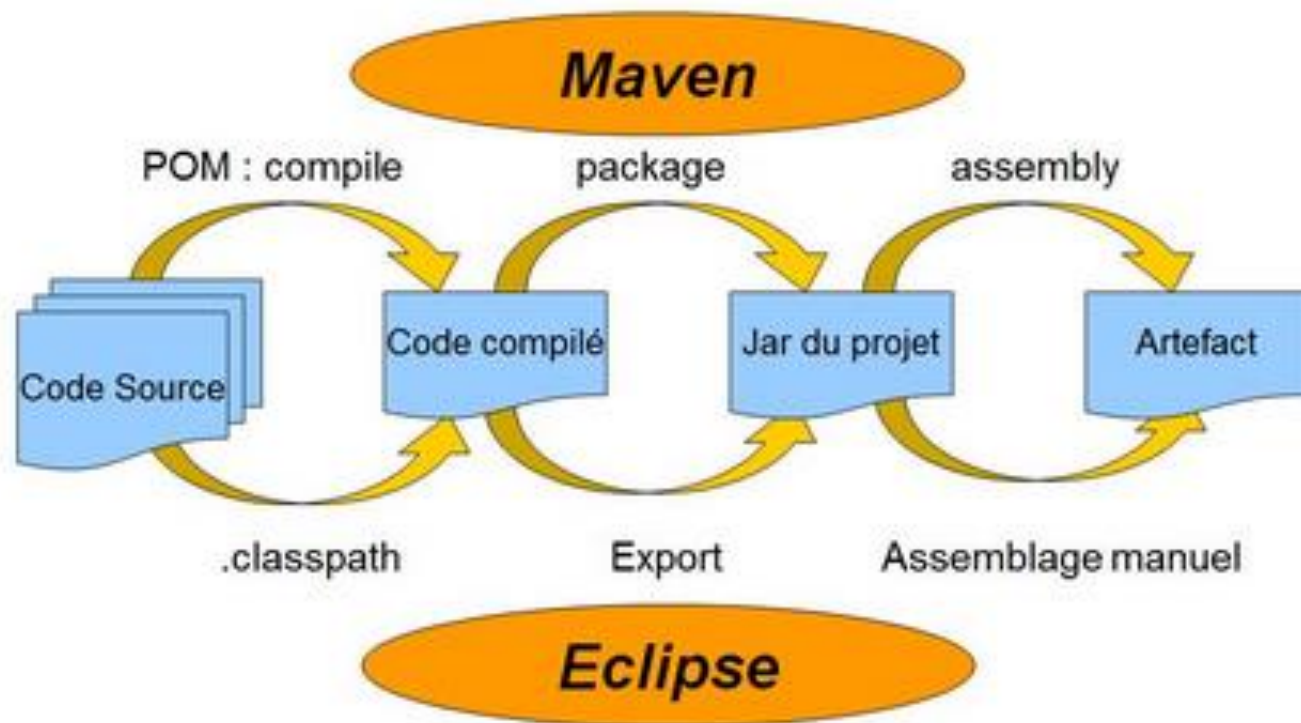 Maven
POM : compile
package
assembly
Code Source
Code compilé
Jar du projet
Artefact
.classpath
Export
Assemblage manuel
Eclipse